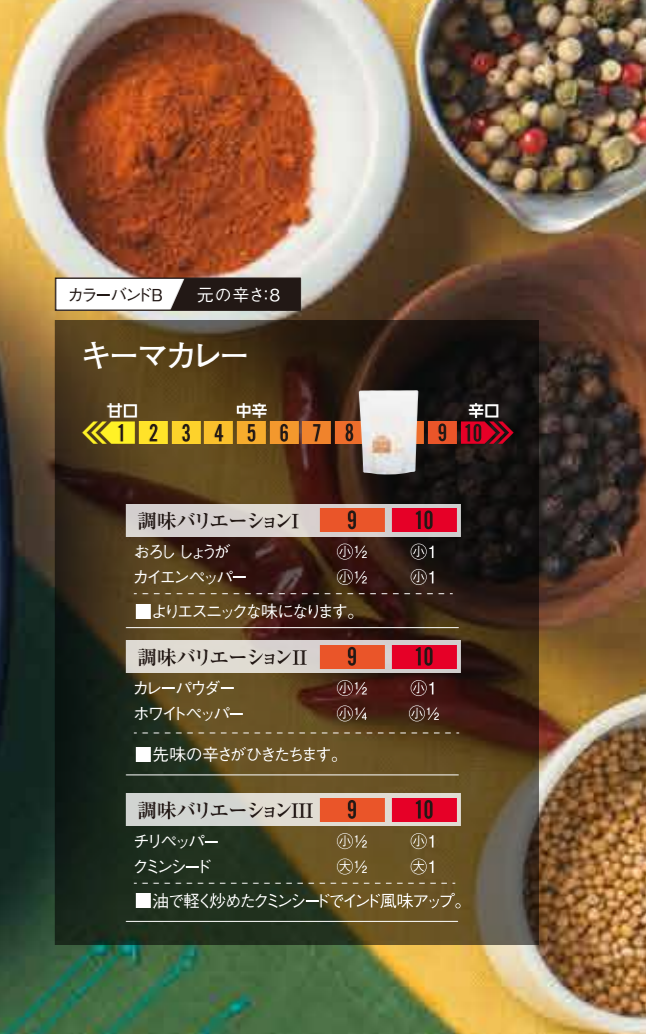 カラーバンドB 元の辛さ:8
キーマカレー
甘口 中辛 辛口
1 2 3 4 5 6 7 8 9 10
調味バリエーションI 9 10
おろし しょうが ㊛½ ㊛1
カイエンペッパー ㊛½ ㊛1
■よりエスニックな味になります。
調味バリエーションII 9 10
カレーパウダー ㊛½ ㊛1
ホワイトペッパー ㊛¼ ㊛½
■先味の辛さがひきたちます。
調味バリエーションIII 9 10
チリペッパー 小½ 小1
クミンシード 大½ 大1
■油で軽く炒めたクミンシードでインド風味アップ。